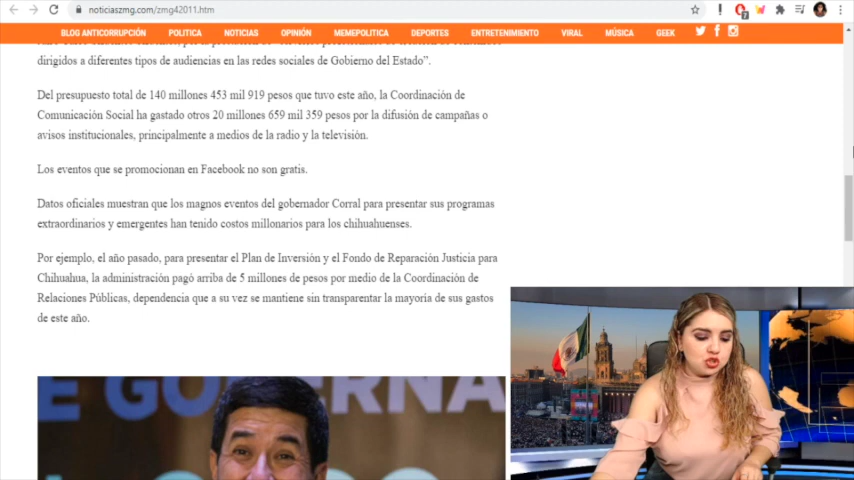 noticiaszmg.com/zmg42011.htm
7
BLOG ANTICORRUPCIÓN POLITICA NOTICIAS OPINIÓN MEMEPOLITICA DEPORTES ENTRETENIMIENTO VIRAL MÚSICA GEEK
dirigidos a diferentes tipos de audiencias en las redes sociales de Gobierno del Estado”.
Del presupuesto total de 140 millones 453 mil 919 pesos que tuvo este año, la Coordinación de
Comunicación Social ha gastado otros 20 millones 659 mil 359 pesos por la difusión de campañas o
avisos institucionales, principalmente a medios de la radio y la televisión.
Los eventos que se promocionan en Facebook no son gratis.
Datos oficiales muestran que los magnos eventos del gobernador Corral para presentar sus programas
extraordinarios y emergentes han tenido costos millonarios para los chihuahuenses.
Por ejemplo, el año pasado, para presentar el Plan de Inversión y el Fondo de Reparación Justicia para
Chihuahua, la administración pagó arriba de 5 millones de pesos por medio de la Coordinaciòn de
Relaciones Públicas, dependencia que a su vez se mantiene sin transparentar la mayoría de sus gastos
de este año.
E GOBERNA